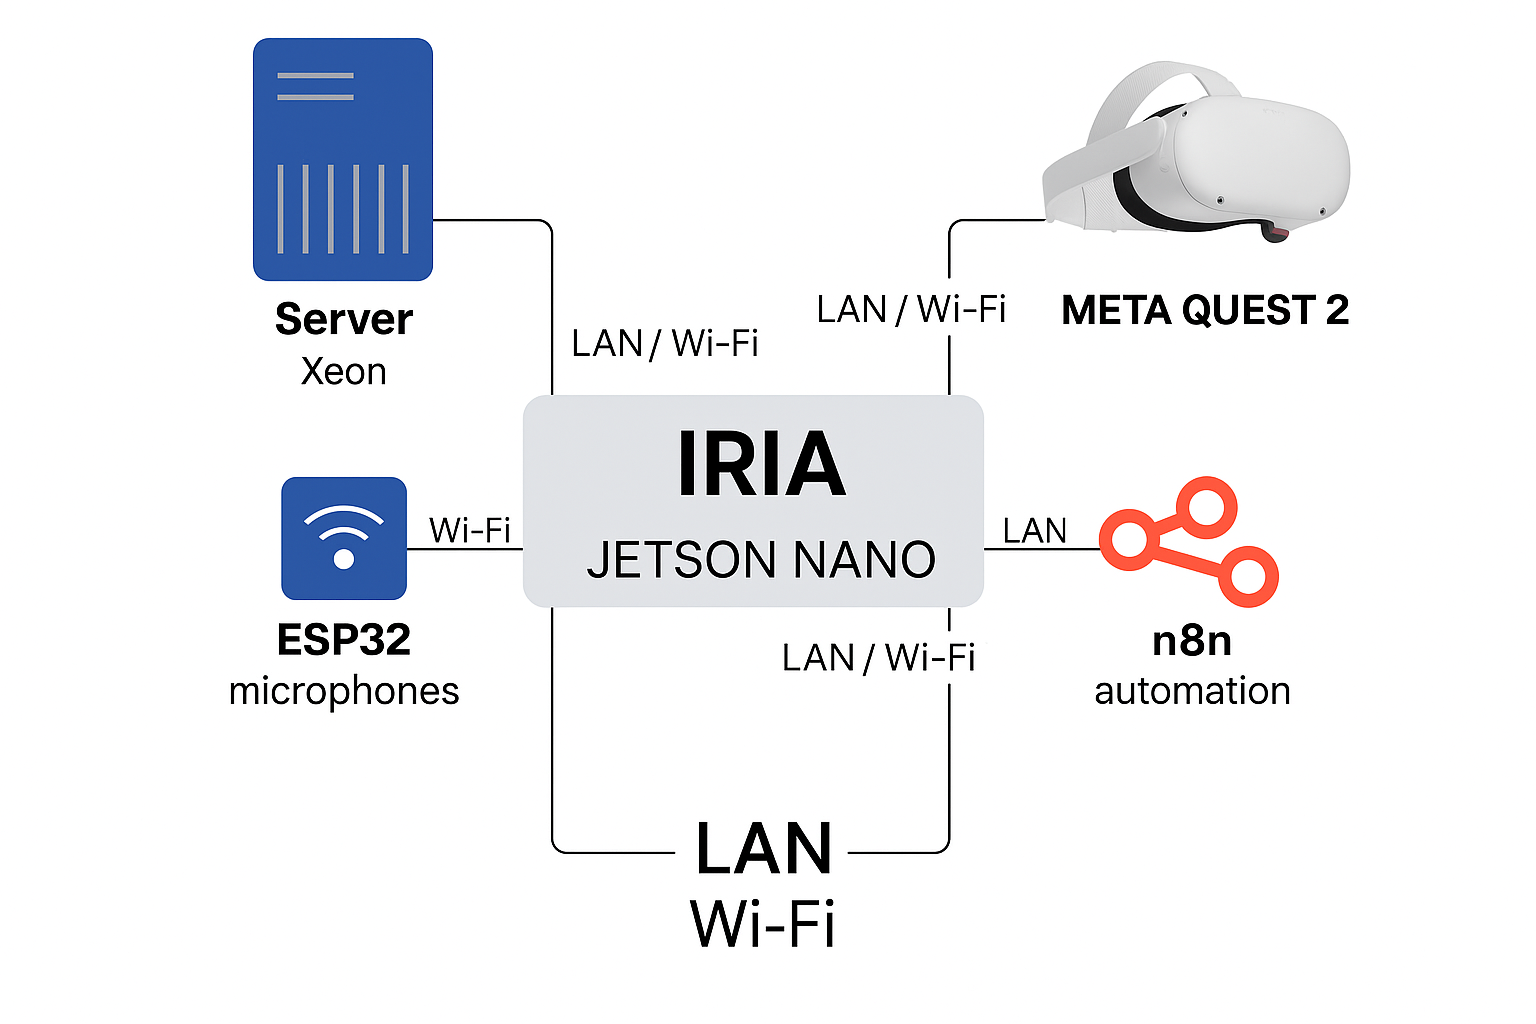 Server
Xeon
LAN / Wi-Fi
LAN / Wi-Fi
META QUEST 2
IRIA
JETSON NANO
Wi-Fi
ESP32
microphones
LAN
n8n
automation
LAN / Wi-Fi
LAN
Wi-Fi